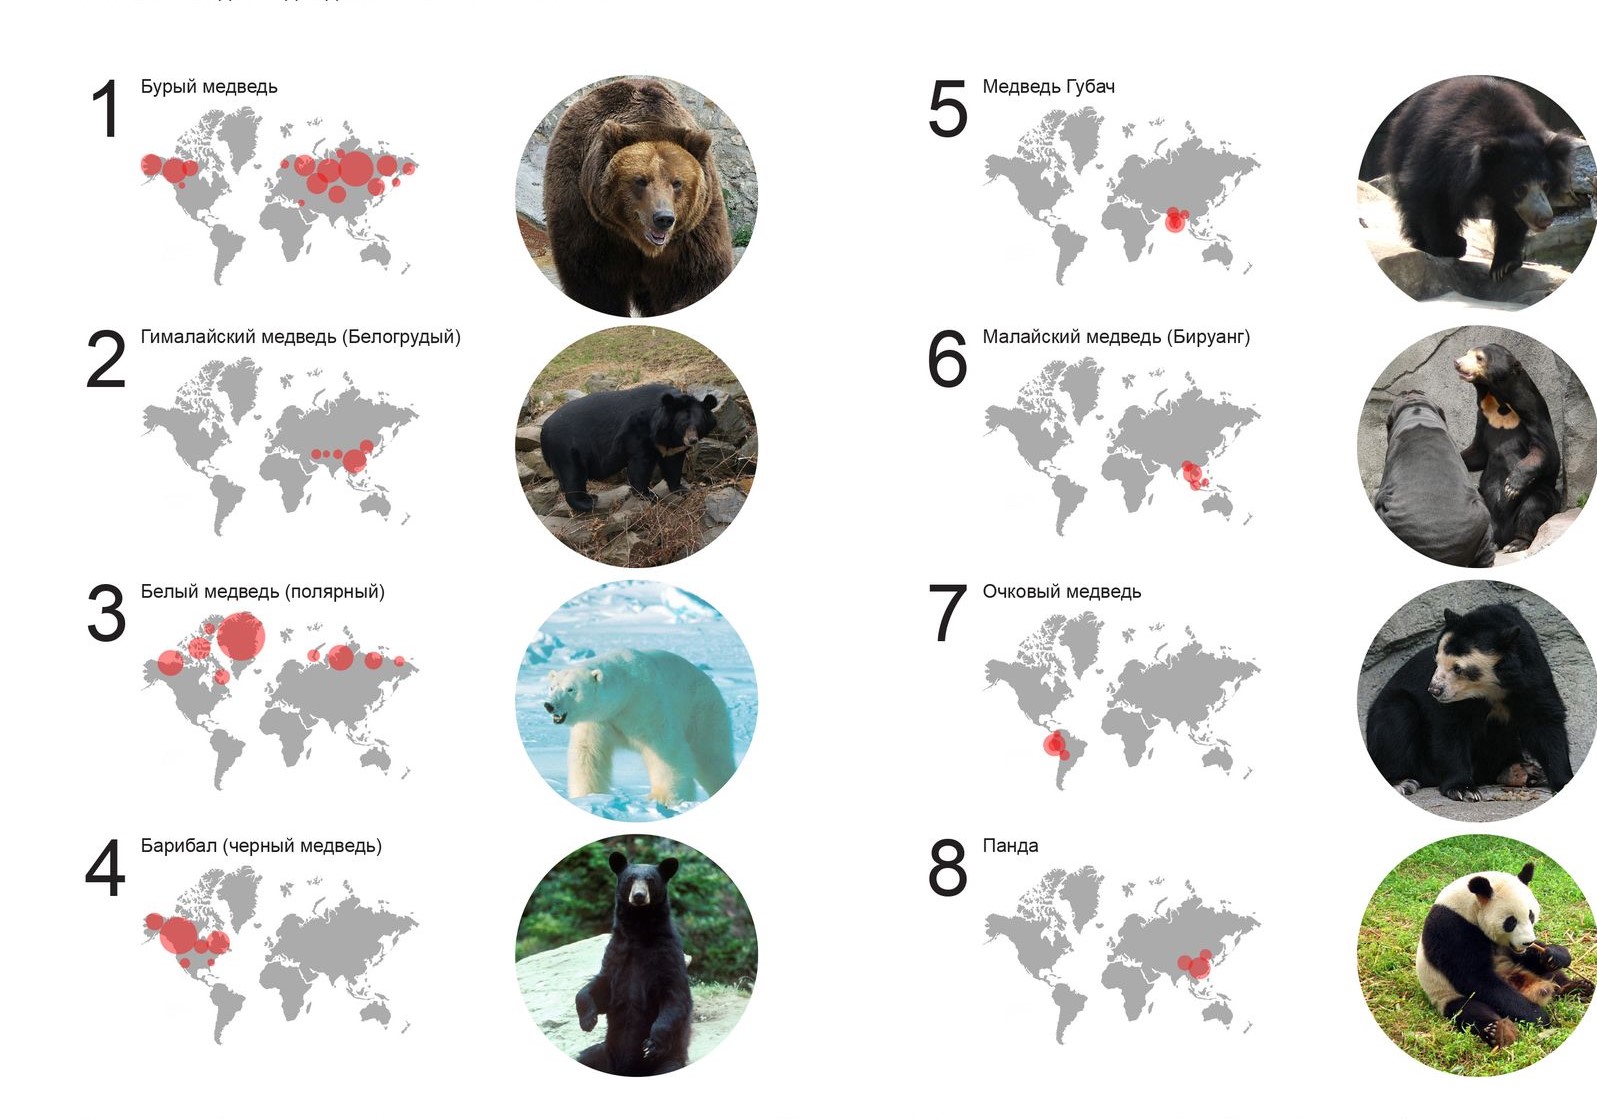 1 Бурый медведь
2 Гималайский медведь (Белогрудый)
3 Белый медведь (полярный)
4 Барибал (черный медведь)
5 Медведь Губач
6 Малайский медведь (Бируанг)
7 Очковый медведь
8 Панда